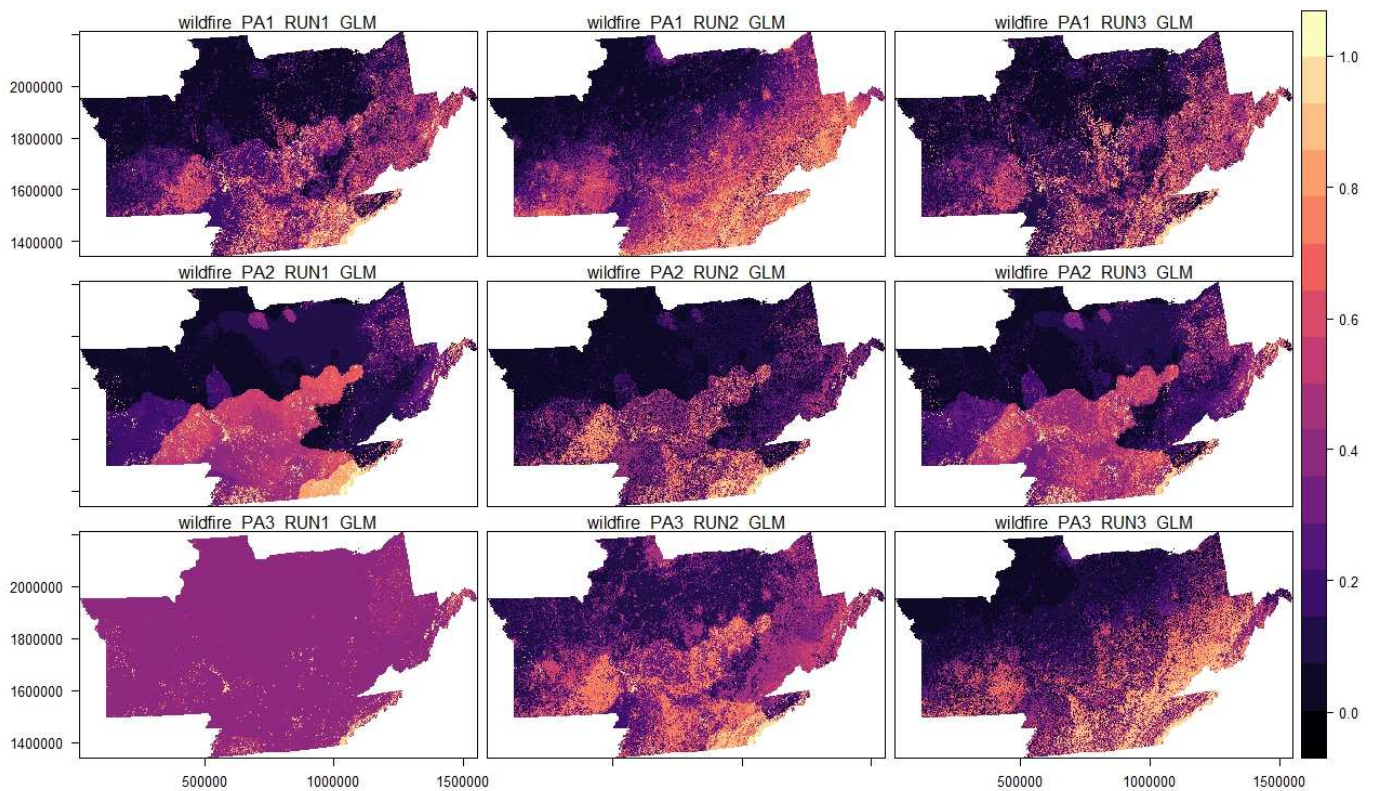 wildfire_PA1_RUN1_GLM
wildfire_PA1_RUN2_GLM
wildfire_PA1_RUN3_GLM
2000000
1800000
1600000
1400000
wildfire_PA2_RUN1_GLM
wildfire_PA2_RUN2_GLM
wildfire_PA2_RUN3_GLM
wildfire_PA3_RUN1_GLM
wildfire_PA3_RUN2_GLM
wildfire_PA3_RUN3_GLM
2000000
1800000
1600000
1400000
500000 1000000 1500000
500000 1000000 1500000
1.0
0.8
0.6
0.4
0.2
0.0